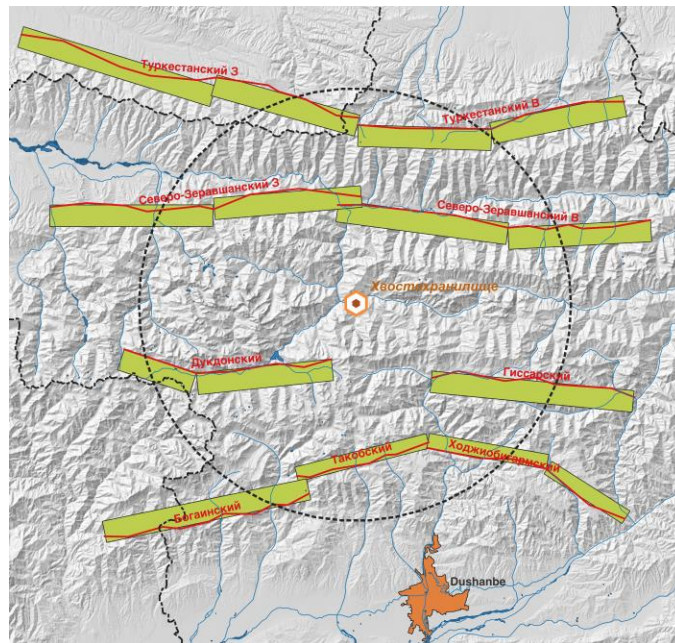 Туркестанский З
Туркестанский В
Северо-Зеравшанский З
Северо-Зеравшанский В
Хвостохранилище
Дукдонский
Гиссарский
Такобский
Ходжиобигармский
Богаинский
Dushanbe